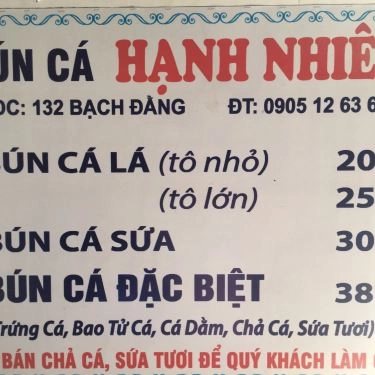 ÚN CÁ HẠNH NHIÊ
ĐC: 132 BẠCH ĐẰNG ĐT: 0905 12 63 6
BÚN CÁ LÁ (tô nhỏ) 20
(tô lớn) 25
BÚN CÁ SỨA 30
BÚN CÁ ĐẶC BIỆT 38
Trứng Cá, Bao Tử Cá, Cá Dằm, Chả Cá, Sứa Tươi)
BÁN CHẢ CÁ, SỨA TƯƠI ĐỂ QUÝ KHÁCH LÀM